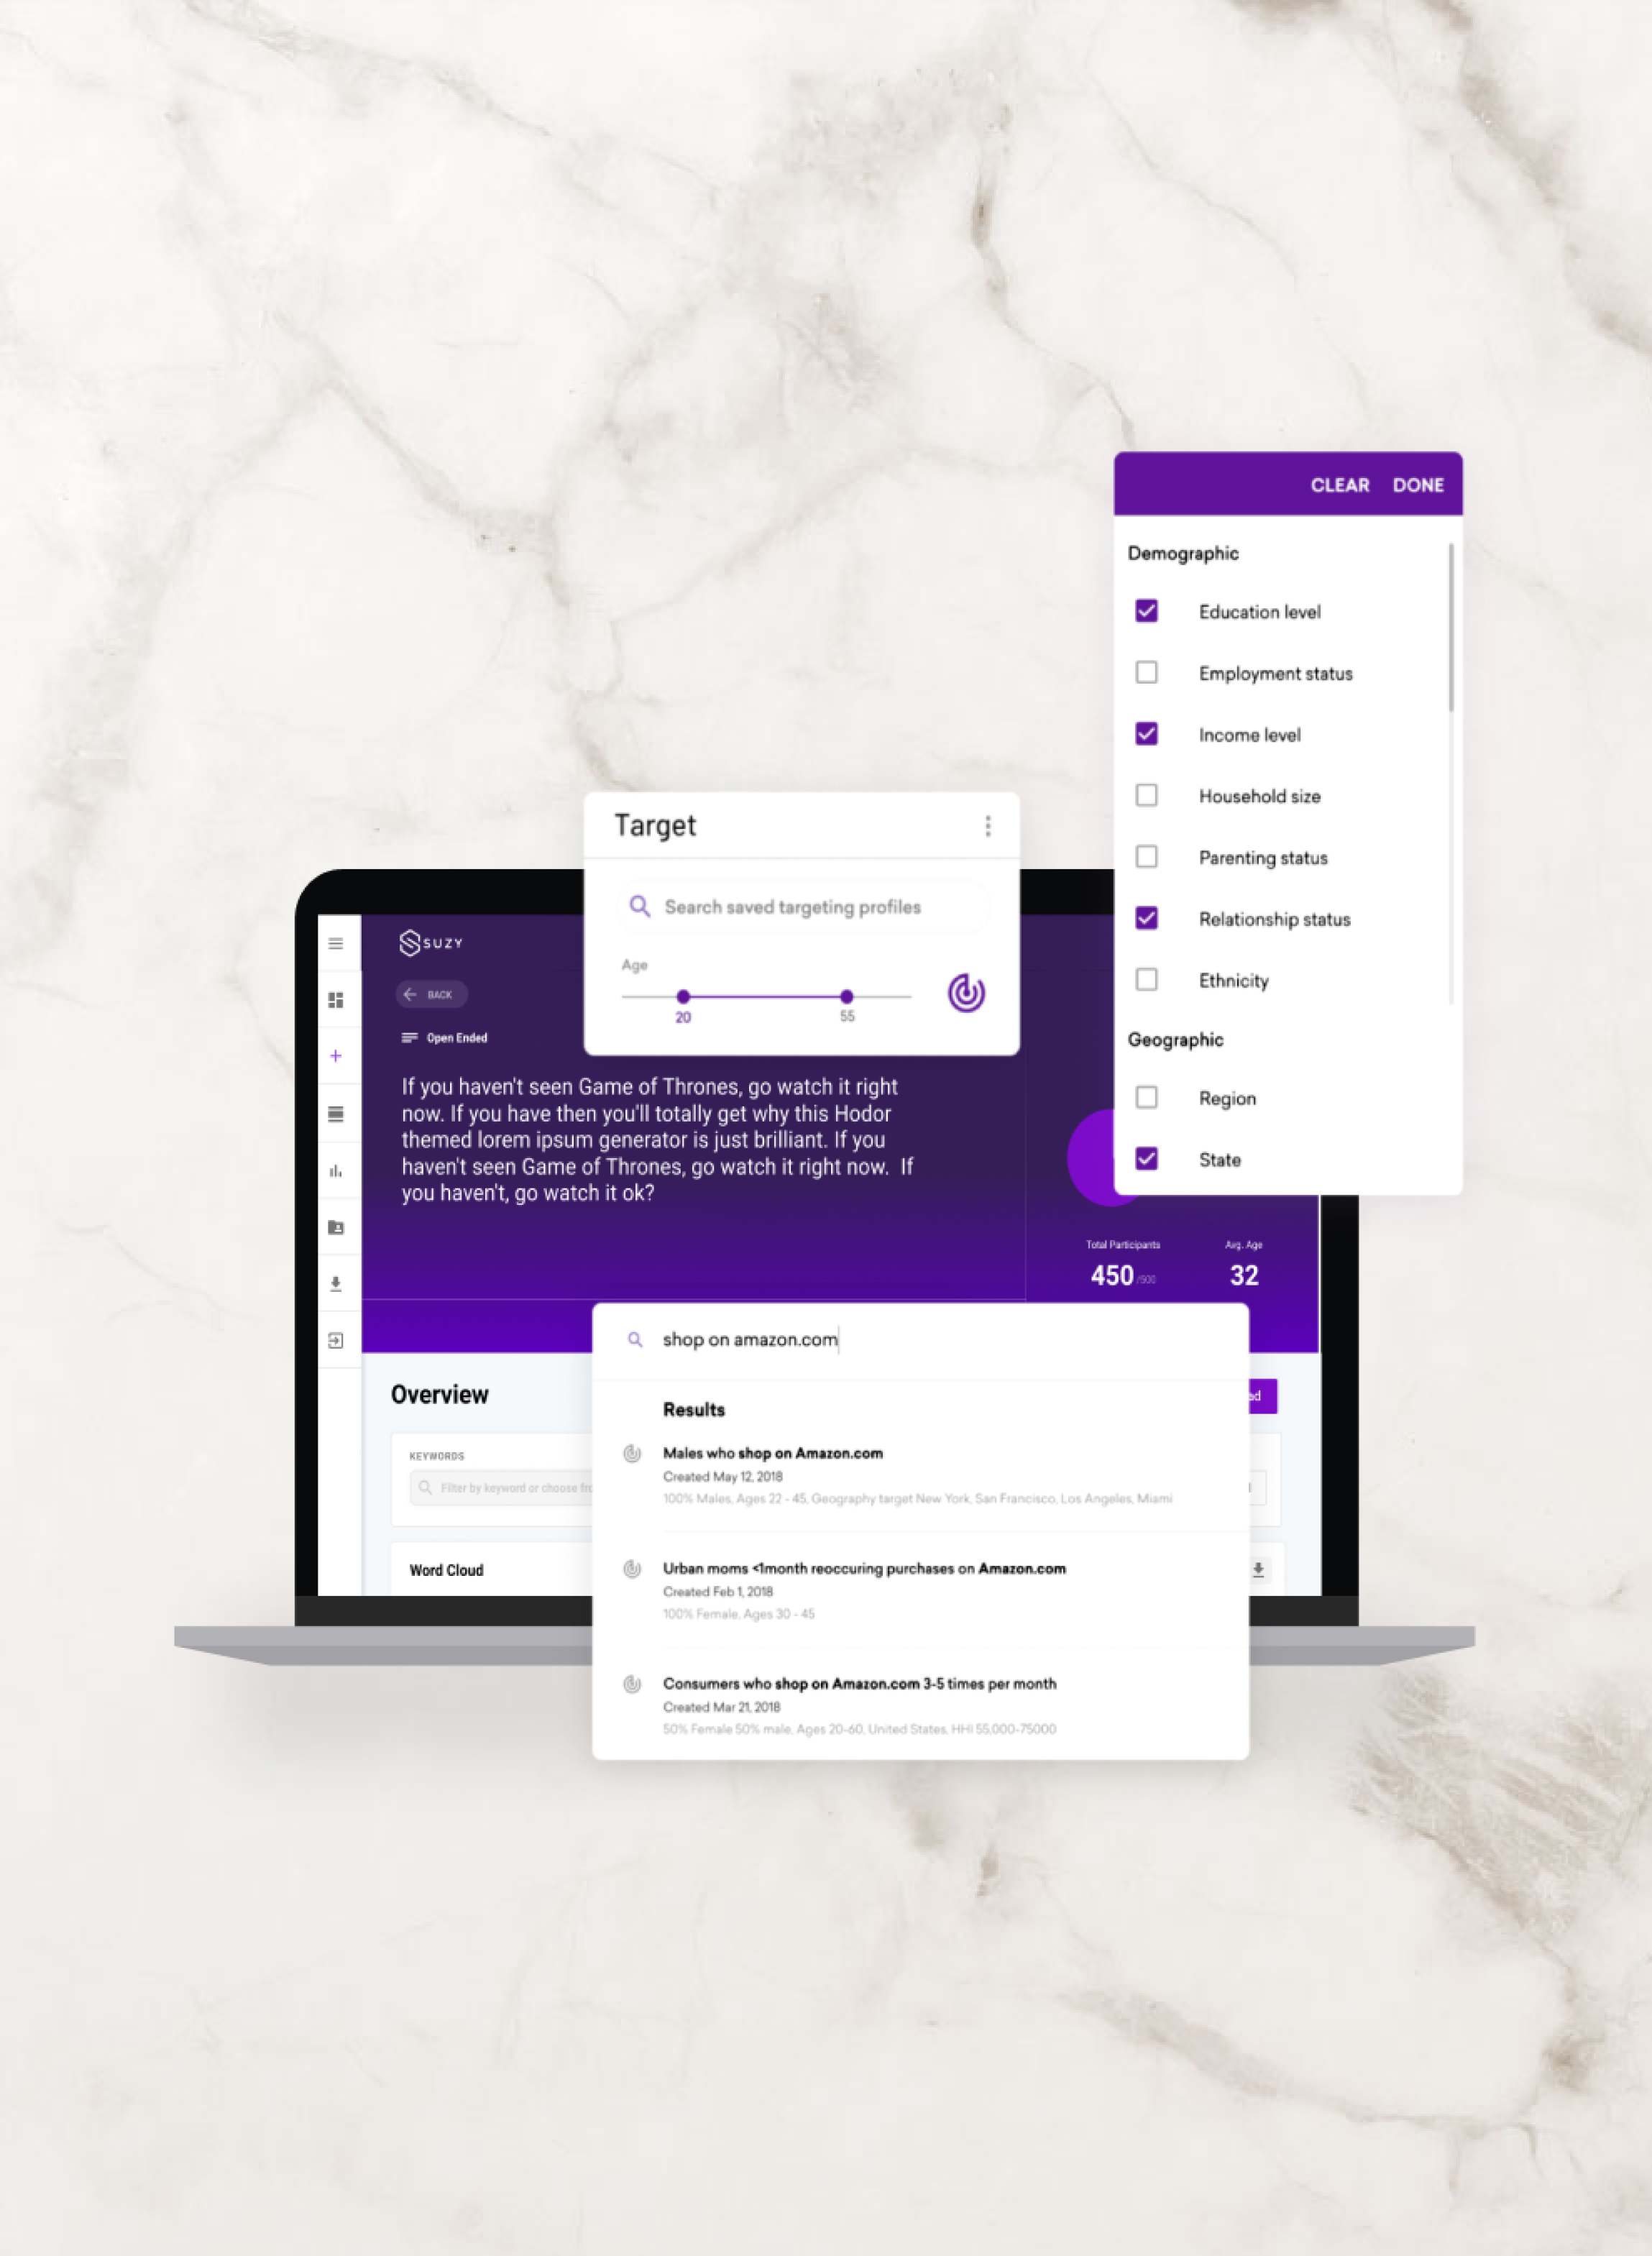 CLEAR DONE
Demographic
Education level
Employment status
Income level
Household size
Parenting status
Relationship status
Ethnicity
Geographic
Region
State
Target
Search saved targeting profiles
Age
20 55
SUZY
BACK
Open Ended
If you haven't seen Game of Thrones, go watch it right
now. If you have then you'll totally get why this Hodor
themed lorem ipsum generator is just brilliant. If you
haven't seen Game of Thrones, go watch it right now. If
you haven't, go watch it ok?
Total Participants Avg. Age
450 /500 32
shop on amazon.com
Overview
Results
KEYWORDS
Filter by keyword or choose
Word Cloud
Males who shop on Amazon.com
Created May 12, 2018
100% Males, Ages 22 - 45, Geography target New York, San Francisco, Los Angeles, Miami
Urban moms <1month reoccuring purchases on Amazon.com
Created Feb 1, 2018
100% Female, Ages 30 - 45
Consumers who shop on Amazon.com 3-5 times per month
Created Mar 21, 2018
50% Female 50% male, Ages 20-60, United States, HHI 55,000-75000